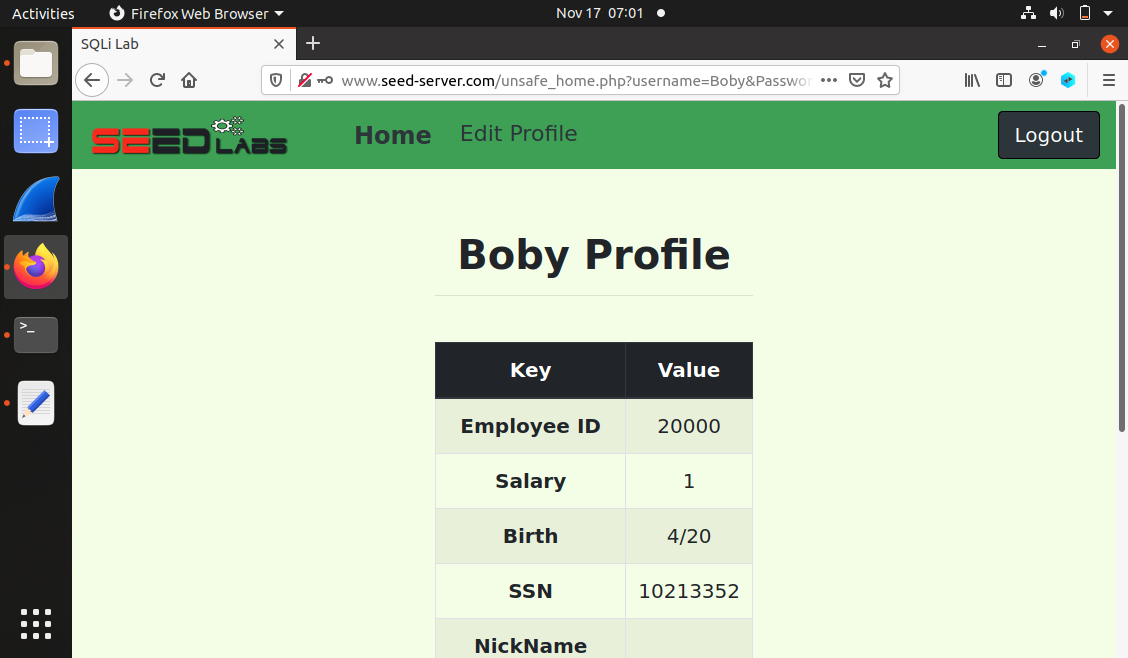 Activities Firefox Web Browser Nov 17 07:01
SQLi Lab
www.seed-server.com/unsafe_home.php?username=Boby&Passwor
SEED LABS Home Edit Profile Logout
Boby Profile
Key Value
Employee ID 20000
Salary 1
Birth 4/20
SSN 10213352
NickName